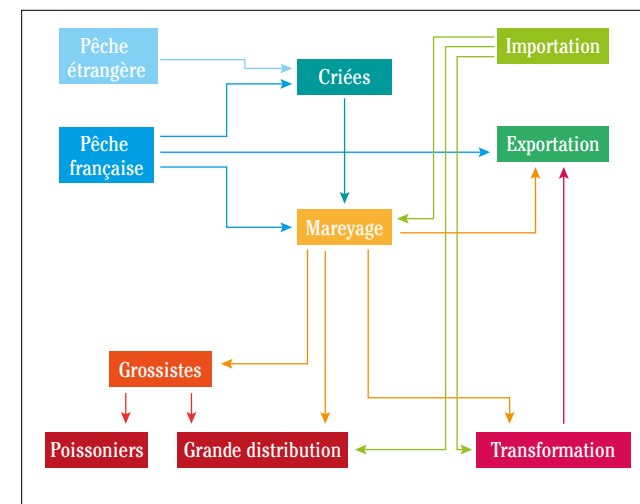 Pêche
étrangère
Importation
Criées
Pêche
française
Exportation
Mareyage
Grossistes
Poissoniers
Grande distribution
Transformation